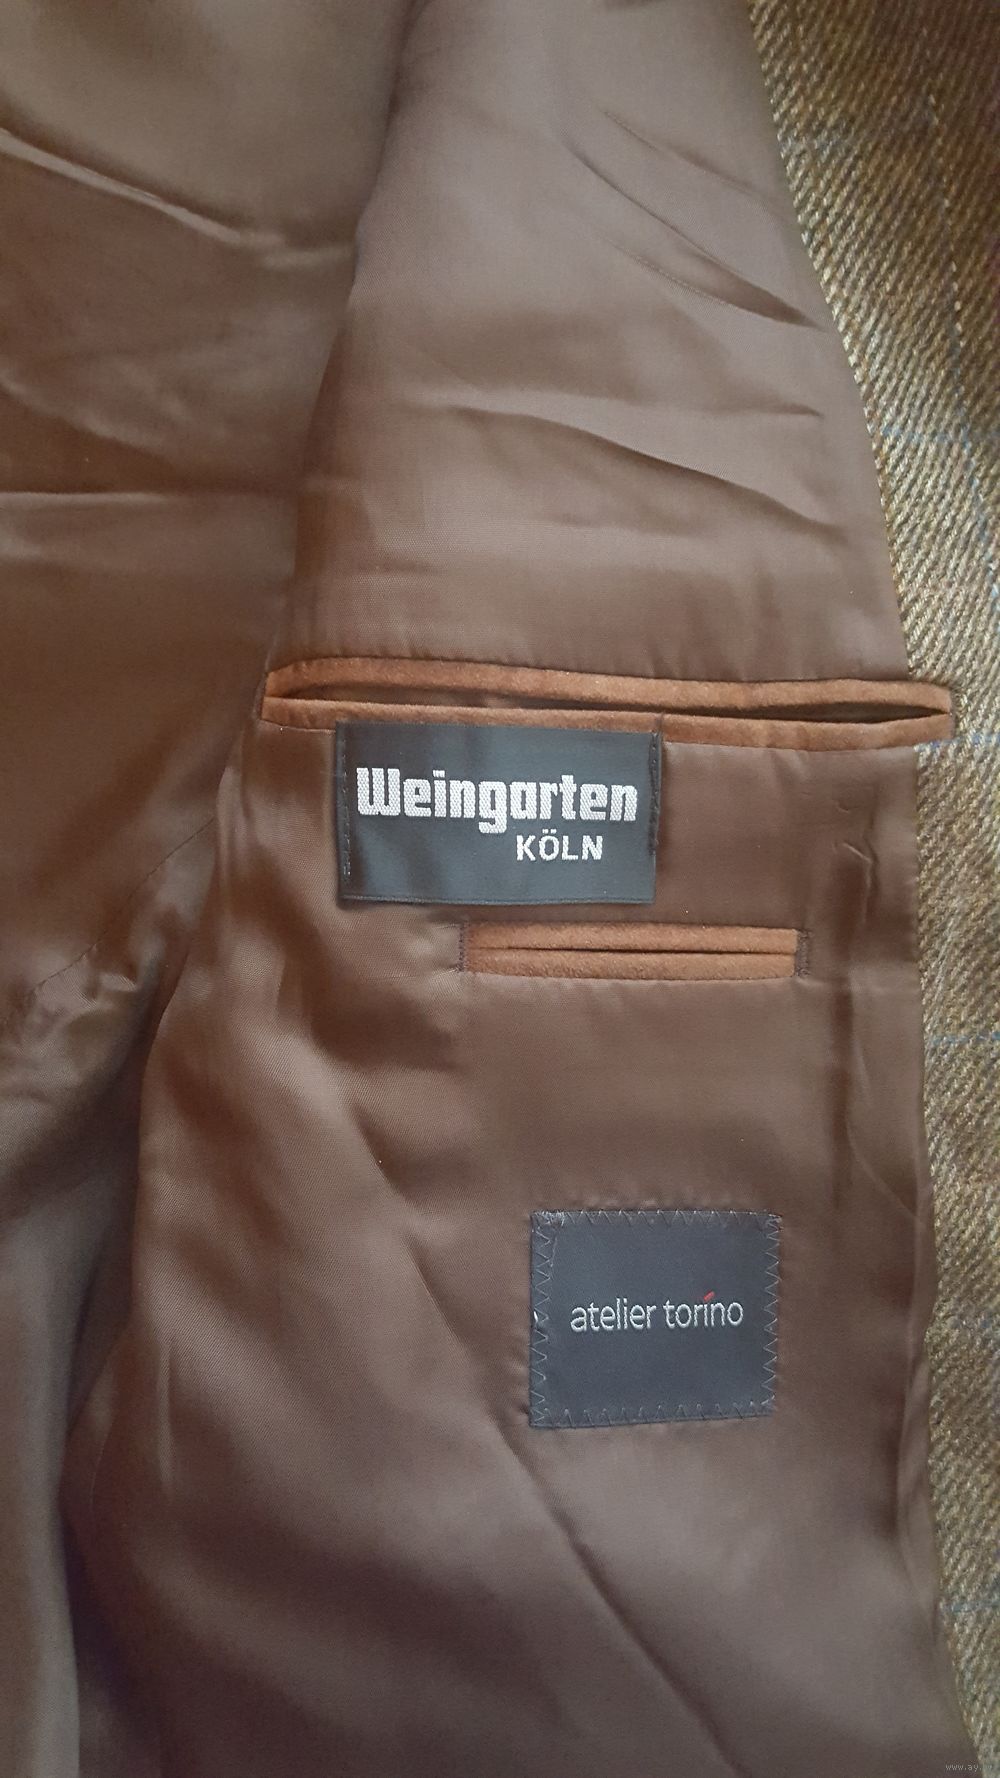 Weingarten
KÖLN
atelier torino